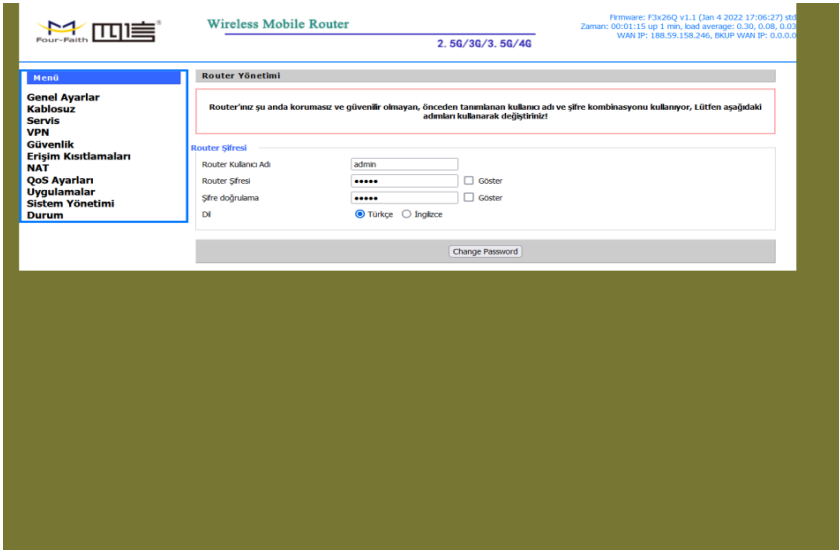 Four-Faith 四信
Wireless Mobile Router
2. 5G/3G/3. 5G/4G
Firmware: F3x26Q v1.1 (Jan 4 2022 17:06:27) std
Zaman: 00:01:15 up 1 min, load average: 0.30, 0.08, 0.03
WAN IP: 188.59.158.246, BKUP WAN IP: 0.0.0.0
Menü
Genel Ayarlar
Kablosuz
Servis
VPN
Güvenlik
Erişim Kısıtlamaları
NAT
QoS Ayarları
Uygulamalar
Sistem Yönetimi
Durum
Router Yönetimi
Router'ınız şu anda korumasız ve güvenilir olmayan, önceden tanımlanan kullanıcı adı ve şifre kombinasyonu kullanıyor, Lütfen aşağıdaki
adımları kullanarak değiştiriniz!
Router Şifresi
Router Kullanıcı Adı admin
Router Şifresi ●●●●● Göster
Şifre doğrulama ●●●●● Göster
Dil Türkçe İngilizce
Change Password